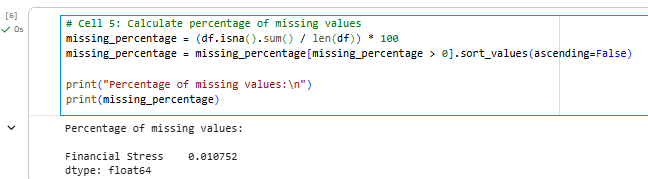 [6]
0s
# Cell 5: Calculate percentage of missing values
missing_percentage = (df.isna().sum() / len(df)) * 100
missing_percentage = missing_percentage[missing_percentage > 0].sort_values(ascending=False)
print("Percentage of missing values:\n")
print(missing_percentage)
Percentage of missing values:
Financial Stress    0.010752
dtype: float64